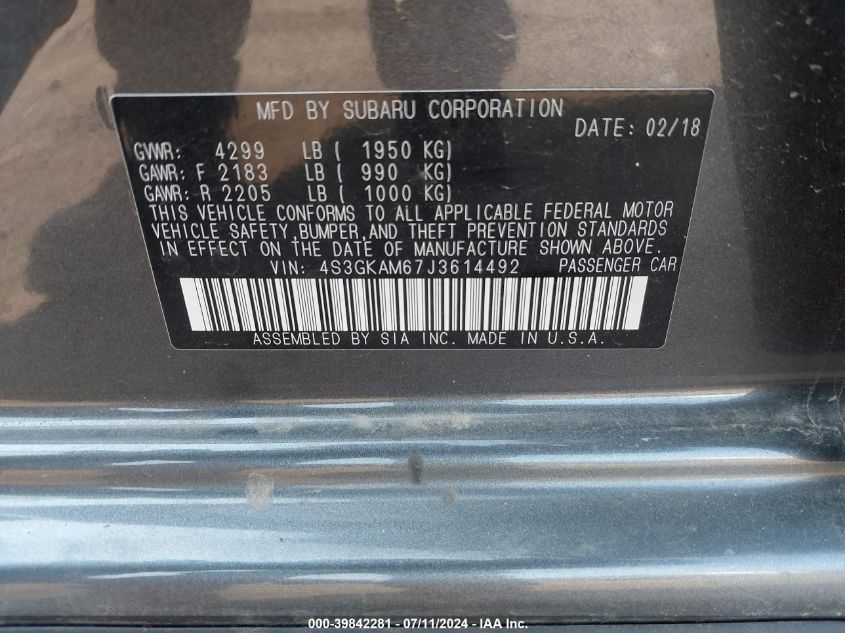 MFD BY SUBARU CORPORATION
DATE: 02/18
GVWR: 4299 LB ( 1950 KG)
GAWR: F 2183 LB ( 990 KG)
GAWR: R 2205 LB ( 1000 KG)
THIS VEHICLE CONFORMS TO ALL APPLICABLE FEDERAL MOTOR
VEHICLE SAFETY,BUMPER,AND THEFT PREVENTION STANDARDS
IN EFFECT ON THE DATE OF MANUFACTURE SHOWN ABOVE.
VIN: 4S3GKAM67J3614492 PASSENGER CAR
ASSEMBLED BY SIA INC. MADE IN U.S.A.
000-39842281 - 07/11/2024 - IAA Inc.